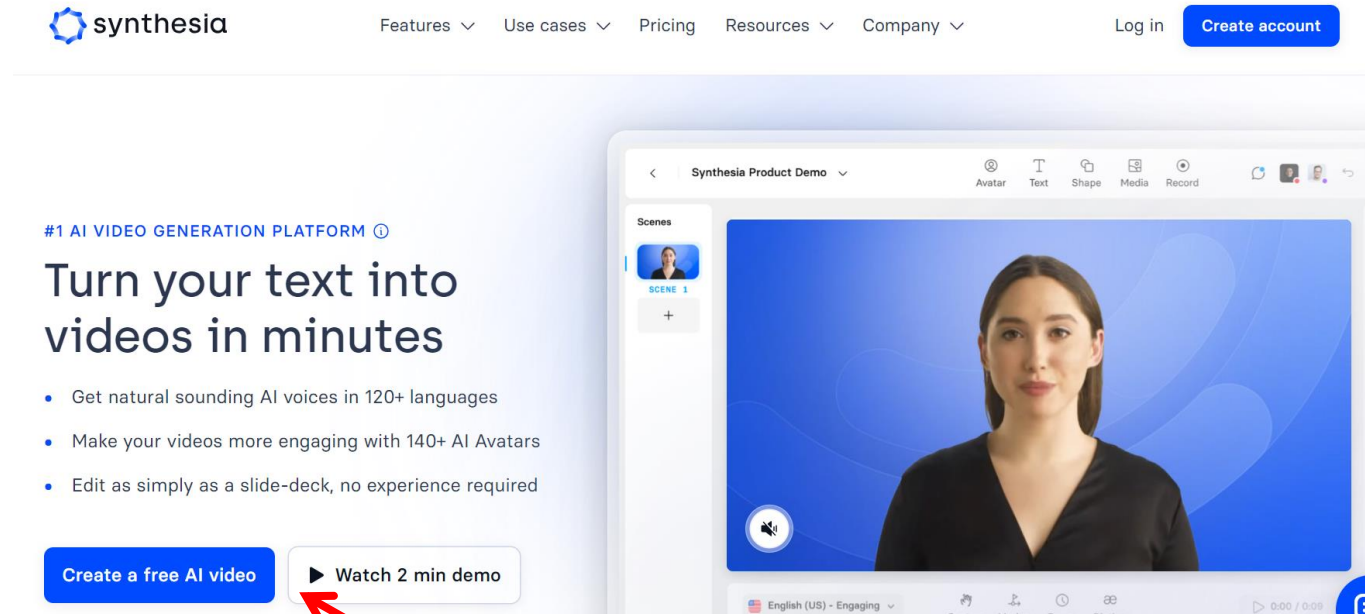 synthesia
Features
Use cases
Pricing
Resources
Company
Log in
Create account
#1 AI VIDEO GENERATION PLATFORM
Turn your text into
videos in minutes
Get natural sounding AI voices in 120+ languages
Make your videos more engaging with 140+ AI Avatars
Edit as simply as a slide-deck, no experience required
Create a free AI video
Watch 2 min demo
Synthesia Product Demo
Avatar
Text
Shape
Media
Record
Scenes
SCENE 1
English (US) - Engaging
0:00 / 0:09